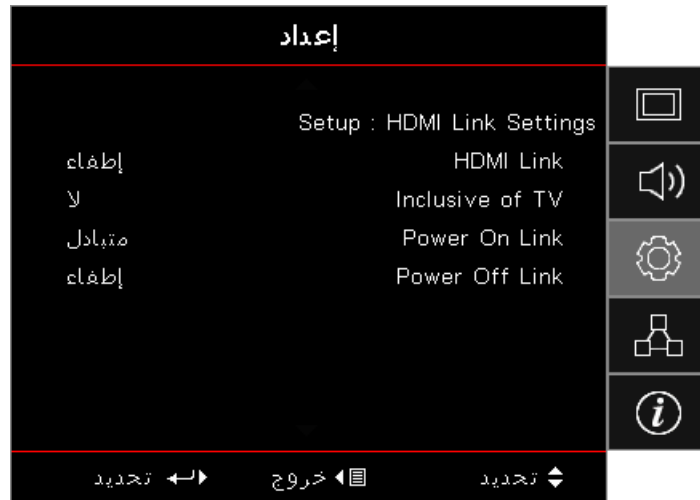 إعداد
Setup : HDMI Link Settings
HDMI Link إطفاء
Inclusive of TV لا
Power On Link متبادل
Power Off Link إطفاء
تحديد خروج تحديد